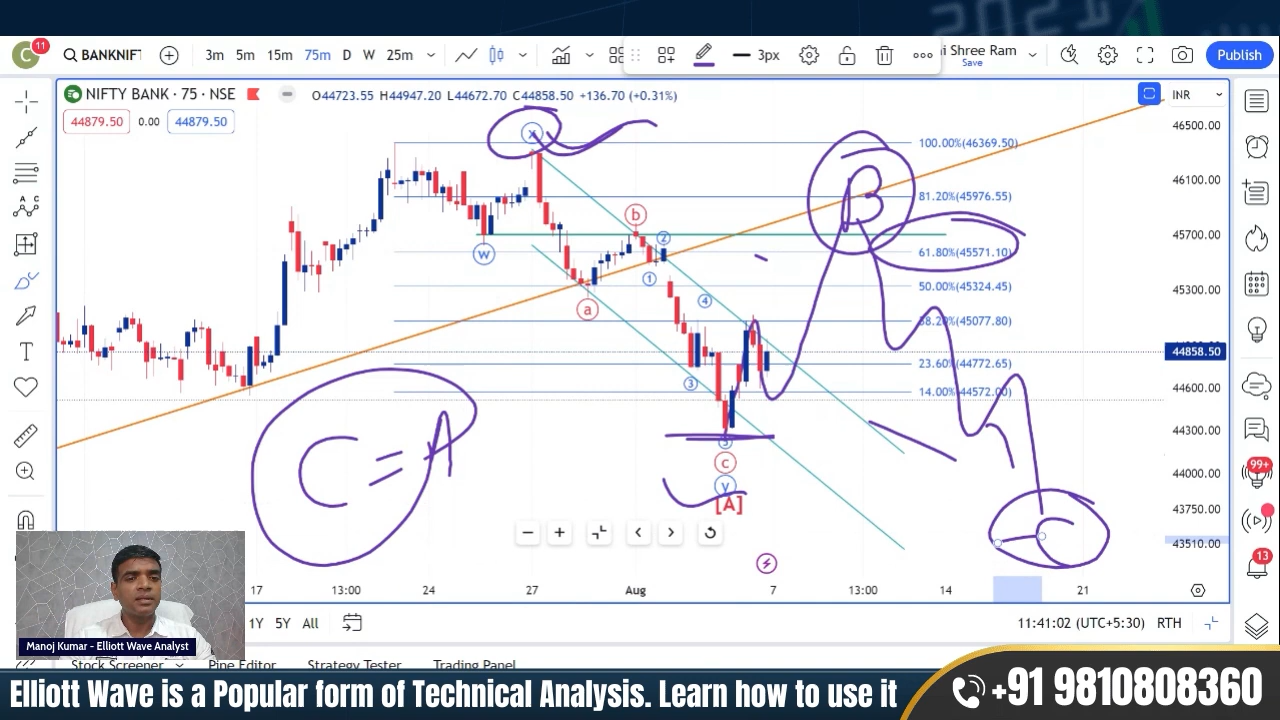 C 11 BANKNIFT 3m 5m 15m 75m D W 25m 3px i Shree Ram Save Publish
NIFTY BANK · 75 · NSE O44723.55 H44947.20 L44672.70 C44858.50 +136.70 (+0.31%) INR
44879.50 0.00 44879.50
46500.00
x
100.00%(46369.50)
46100.00
B
81.20%(45976.55)
b
45700.00
2
w
61.80%(45571.10)
1
50.00%(45324.45)
45300.00
4
a
38.20%(45077.80)
44858.50
23.60%(44772.65)
3
14.00%(44572.00)
44600.00
44300.00
5
C = A
c
44000.00
y
[A]
43750.00
C
43510.00
17 13:00 24 27 Aug 7 13:00 14 21
99+
13
1Y 5Y All 11:41:02 (UTC+5:30) RTH
Manoj Kumar - Elliott Wave Analyst
Stock Screener Pine Editor Strategy Tester Trading Panel
Elliott Wave is a Popular form of Technical Analysis. Learn how to use it +91 9810808360